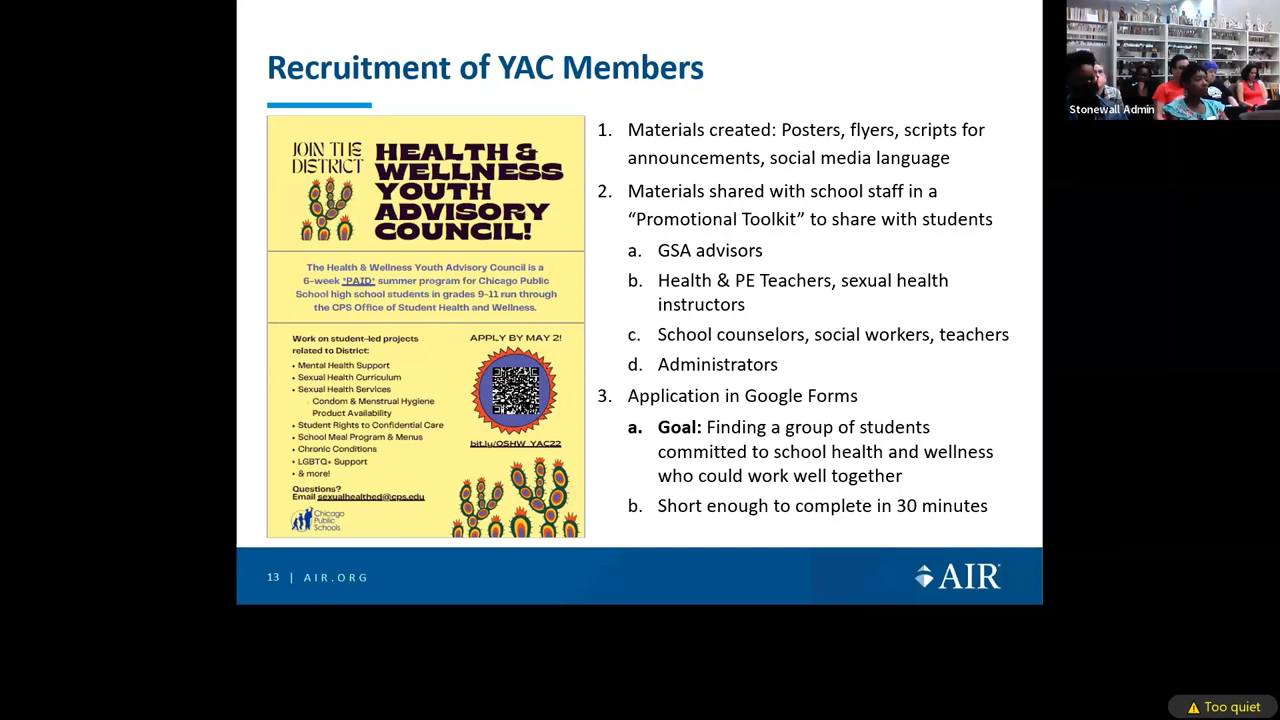 Recruitment of YAC Members
JOIN THE
DISTRICT
HEALTH &
WELLNESS
YOUTH
ADVISORY
COUNCIL!
The Health & Wellness Youth Advisory Council is a
6-week *PAID* summer program for Chicago Public
School high school students in grades 9-11 run through
the CPS Office of Student Health and Wellness.
Work on student-led projects
related to District:
• Mental Health Support
• Sexual Health Curriculum
• Sexual Health Services
Condom & Menstrual Hygiene
Product Availability
• Student Rights to Confidential Care
• School Meal Program & Menus
• Chronic Conditions
• LGBTQ+ Support
• & more!
Questions?
Email sexualhealthed@cps.edu
Chicago
Public
Schools
APPLY BY MAY 2!
bit.ly/OSHW_YAC22
1. Materials created: Posters, flyers, scripts for
announcements, social media language
2. Materials shared with school staff in a
“Promotional Toolkit” to share with students
a. GSA advisors
b. Health & PE Teachers, sexual health
instructors
c. School counselors, social workers, teachers
d. Administrators
3. Application in Google Forms
a. Goal: Finding a group of students
committed to school health and wellness
who could work well together
b. Short enough to complete in 30 minutes
13 | AIR.ORG
AIR
Stonewall Admin
Too quiet